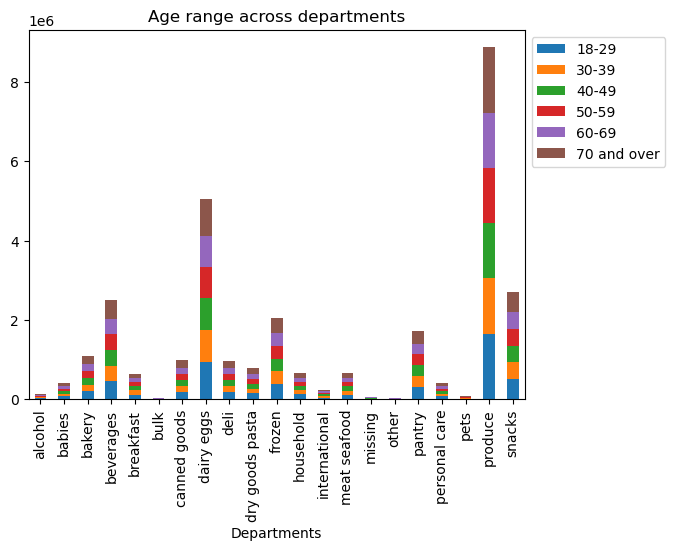 Age range across departments
1e6
8
6
4
2
0
18-29
30-39
40-49
50-59
60-69
70 and over
alcohol
babies
bakery
beverages
breakfast
bulk
canned goods
dairy eggs
deli
dry goods pasta
frozen
household
international
meat seafood
missing
other
pantry
personal care
pets
produce
snacks
Departments